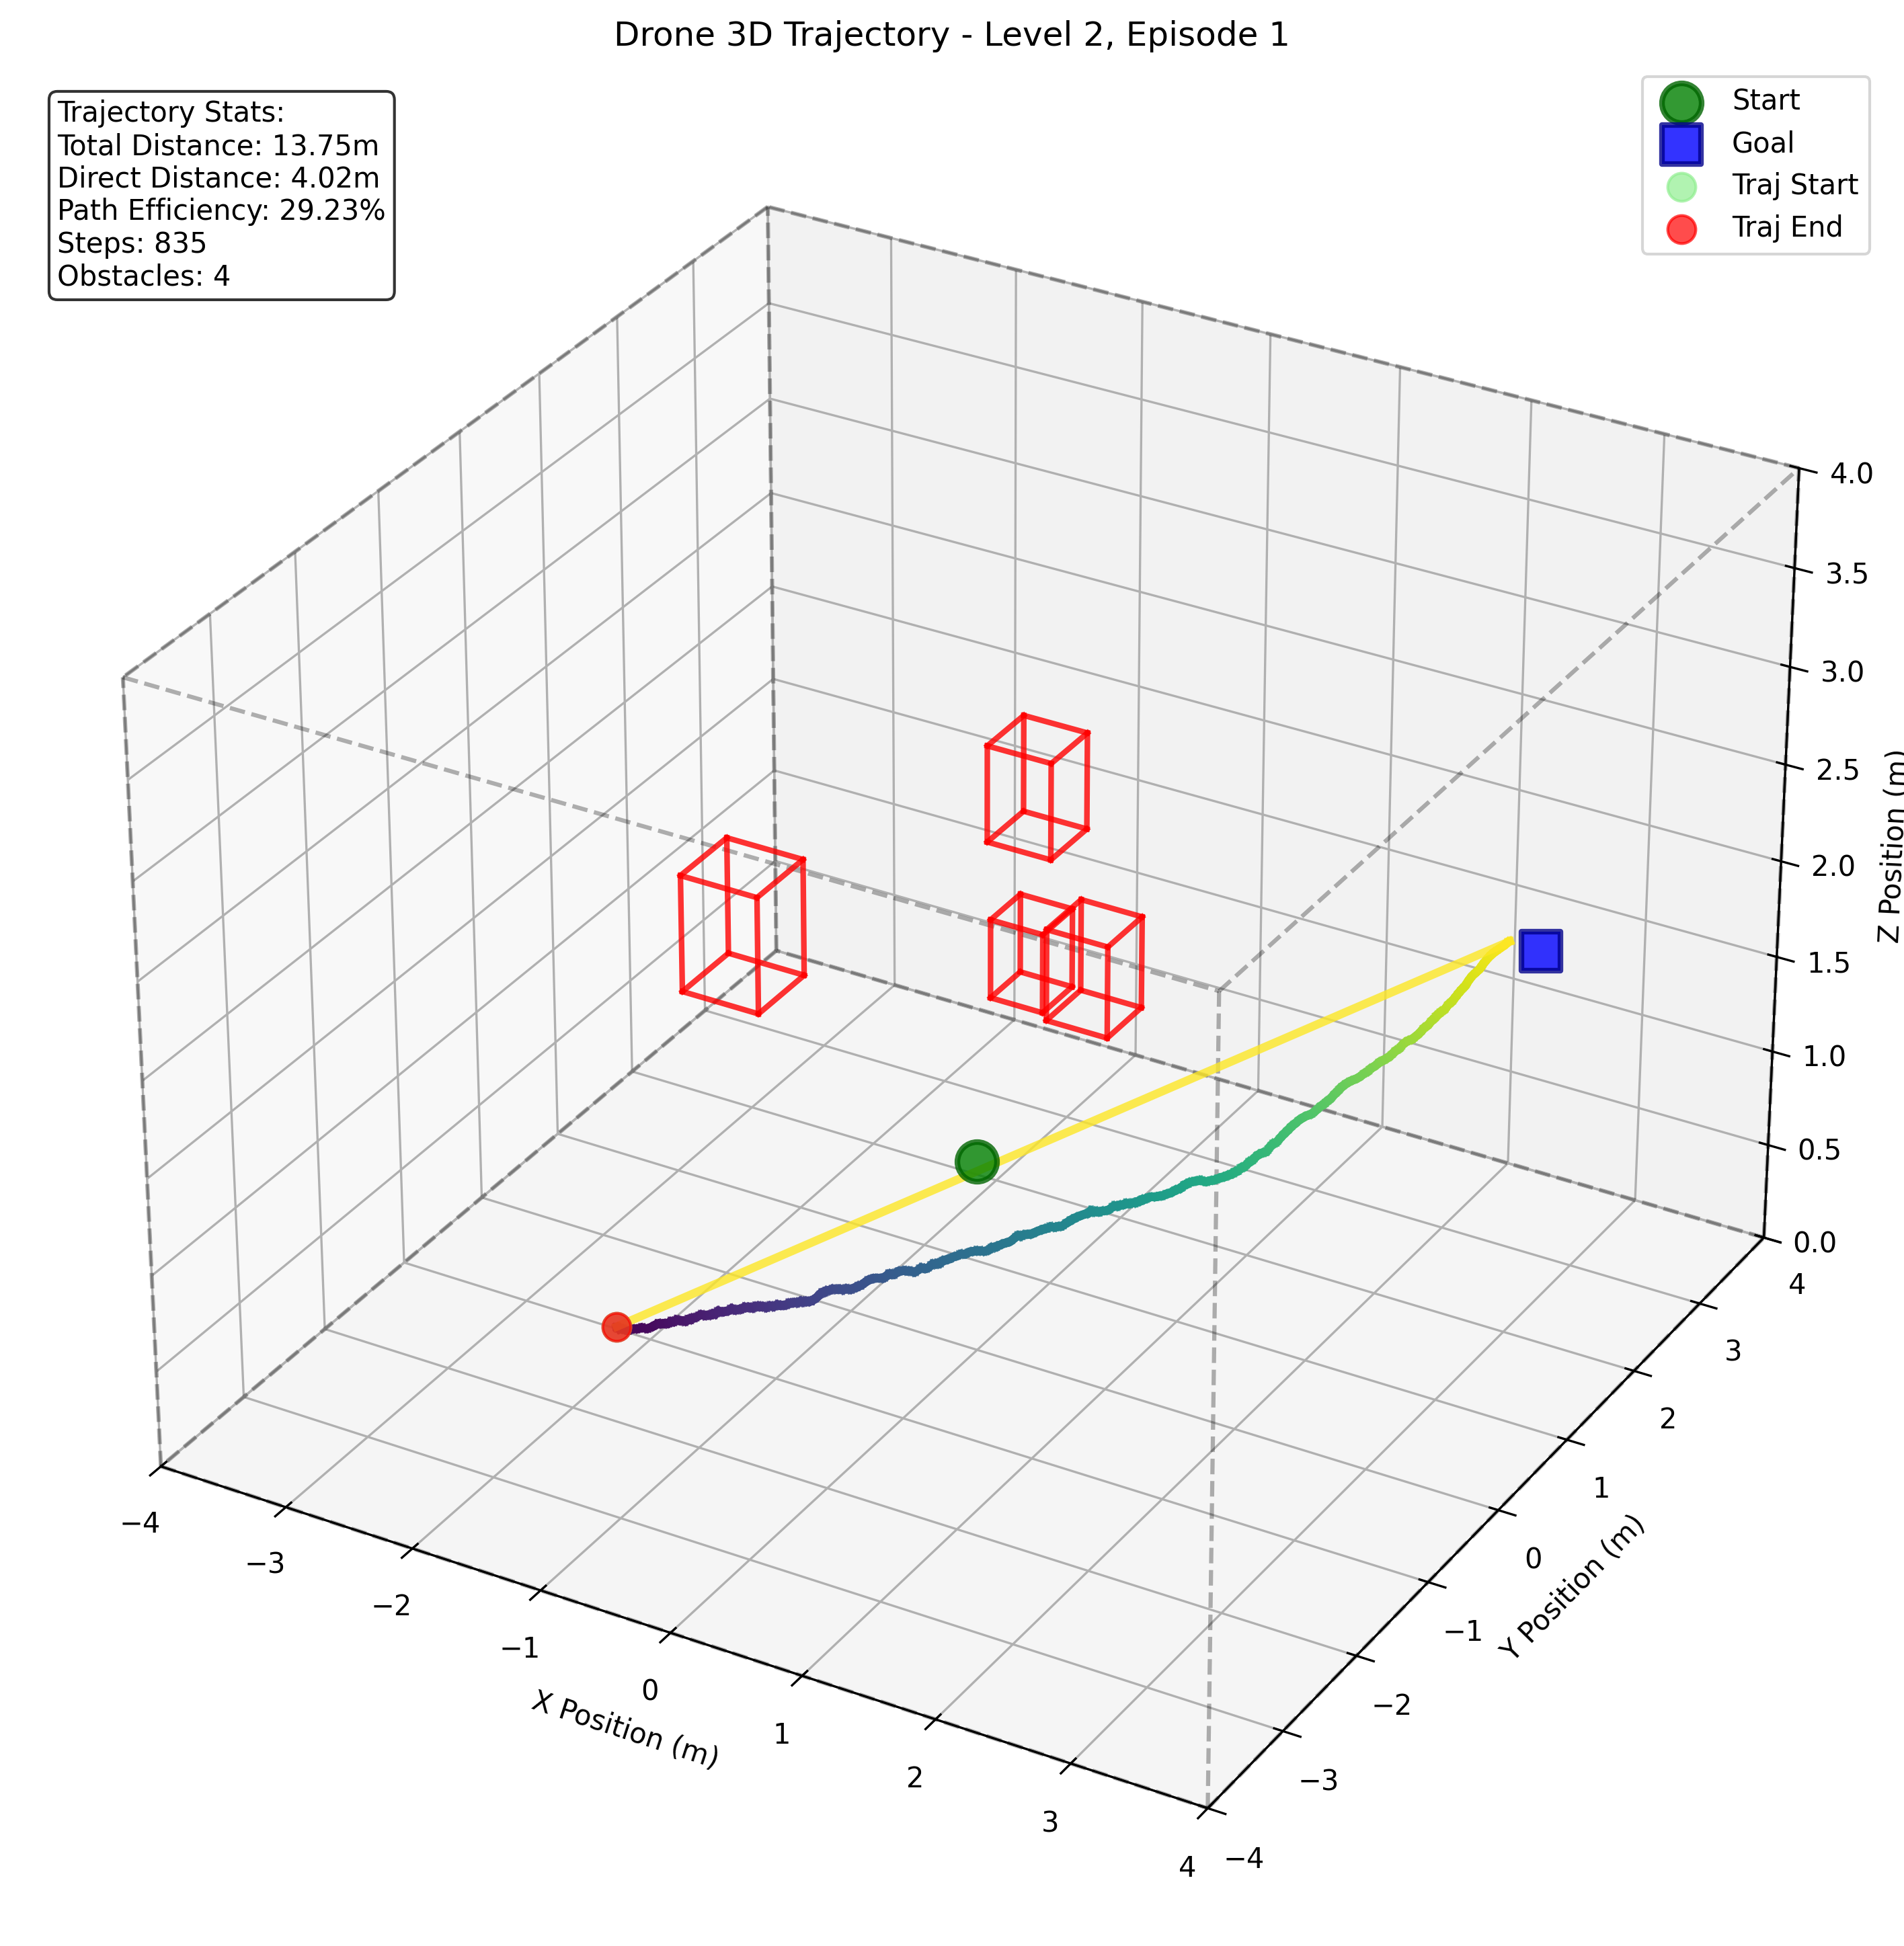 Drone 3D Trajectory - Level 2, Episode 1
Trajectory Stats:
Total Distance: 13.75m
Direct Distance: 4.02m
Path Efficiency: 29.23%
Steps: 835
Obstacles: 4
Start
Goal
Traj Start
Traj End
4.0
3.5
3.0
2.5
2.0
1.5
1.0
0.5
0.0
Z Position (m)
4
3
2
1
0
−1
−2
−3
−4
Y Position (m)
−4
−3
−2
−1
0
1
2
3
4
X Position (m)